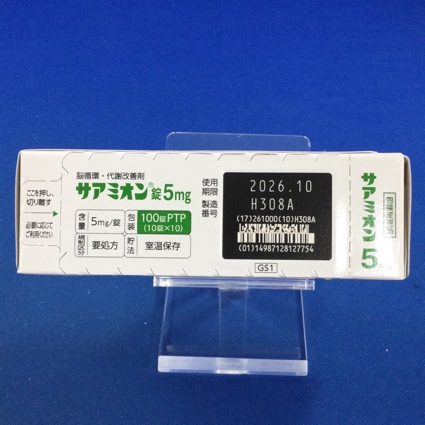 ここを押し、
切り離す
必要に応じて
ご利用ください
脳循環・代謝改善剤
サアミオン®錠5mg
含量 5mg/錠 包装 100錠PTP
(10錠×10)
規制区分 要処方 貯法 室温保存
使用
期限
製造
番号
2026.10
H308A
(17)261000(10)H308A
(01)14987128127754
GS1
サアミオン 5